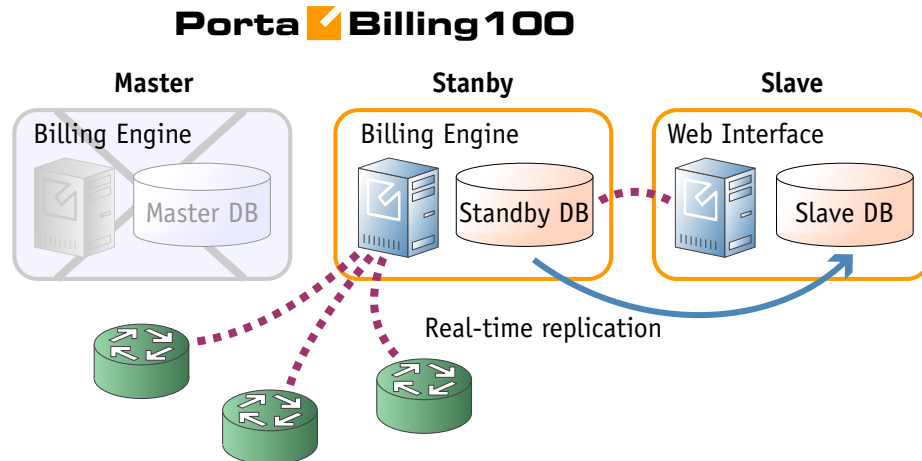 Porta Billing100
Master
Stanby
Slave
Billing Engine
Master DB
Billing Engine
Standby DB
Web Interface
Slave DB
Real-time replication